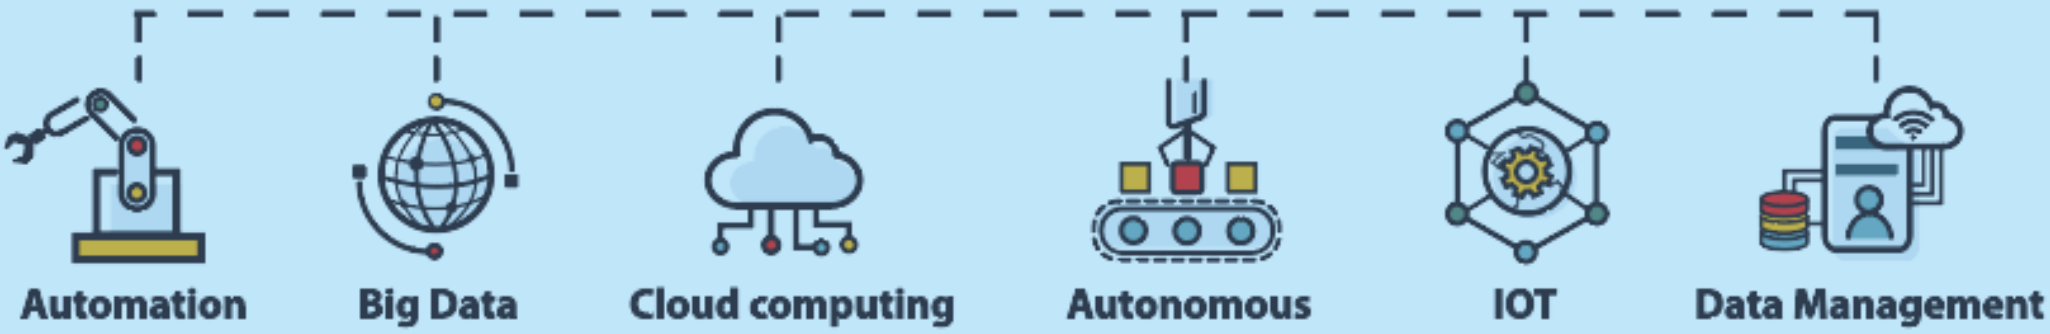 Automation
Big Data
Cloud computing
Autonomous
IOT
Data Management